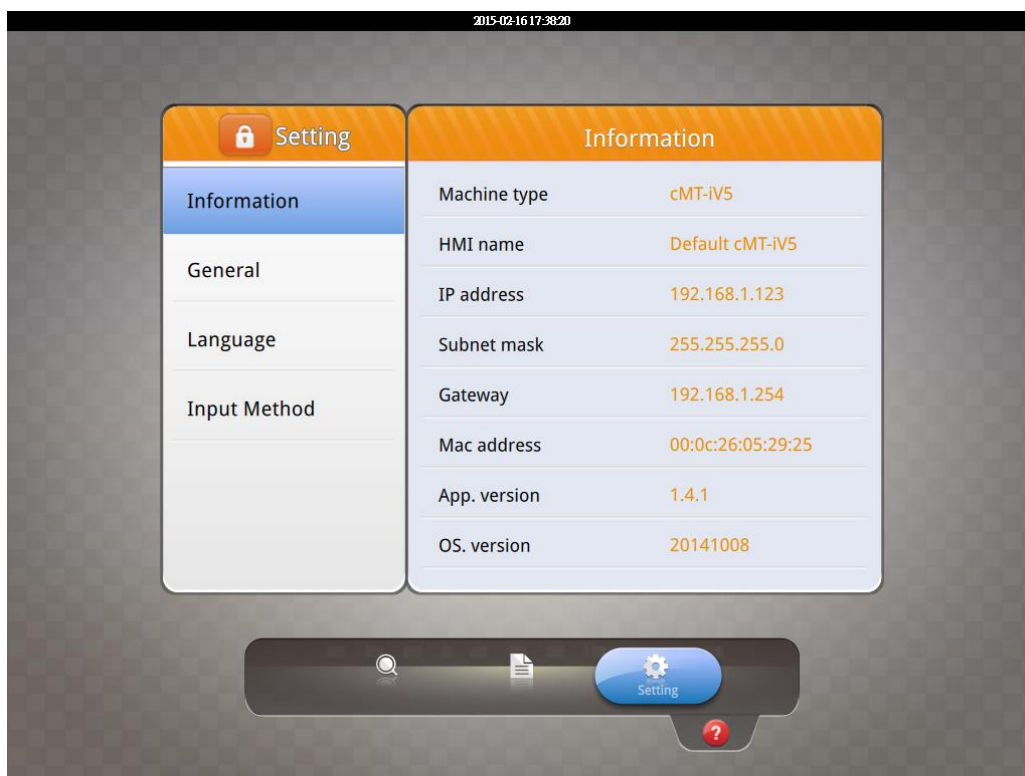 2015-02-16 17:38:20
Setting
Information
General
Language
Input Method
Information
Machine type cMT-iV5
HMI name Default cMT-iV5
IP address 192.168.1.123
Subnet mask 255.255.255.0
Gateway 192.168.1.254
Mac address 00:0c:26:05:29:25
App. version 1.4.1
OS. version 20141008
Setting
?